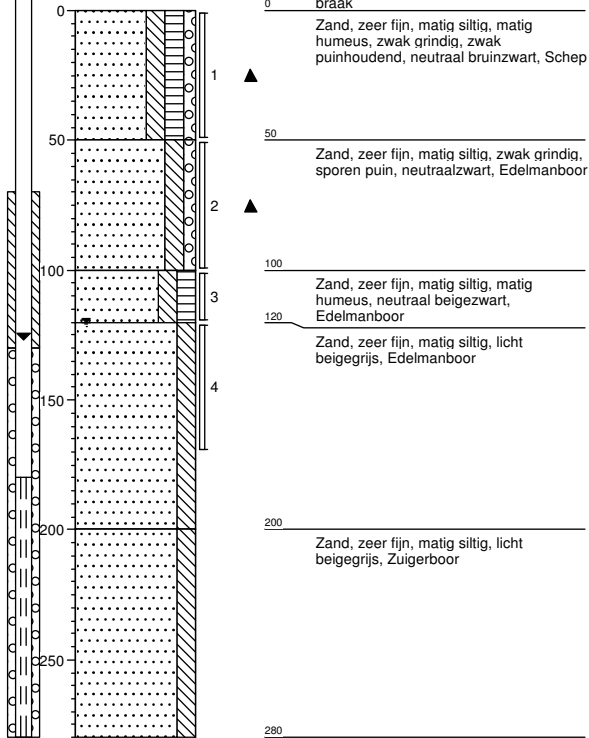 0
braak
0
Zand, zeer fijn, matig siltig, matig
humeus, zwak grindig, zwak
puinhoudend, neutraal bruinzwart, Schep
1
50
50
Zand, zeer fijn, matig siltig, zwak grindig,
sporen puin, neutraalzwart, Edelmanboor
2
100
100
Zand, zeer fijn, matig siltig, matig
humeus, neutraal beigezwart,
Edelmanboor
3
120
Zand, zeer fijn, matig siltig, licht
beigegrijs, Edelmanboor
4
150
200
200
Zand, zeer fijn, matig siltig, licht
beigegrijs, Zuigerboor
250
280